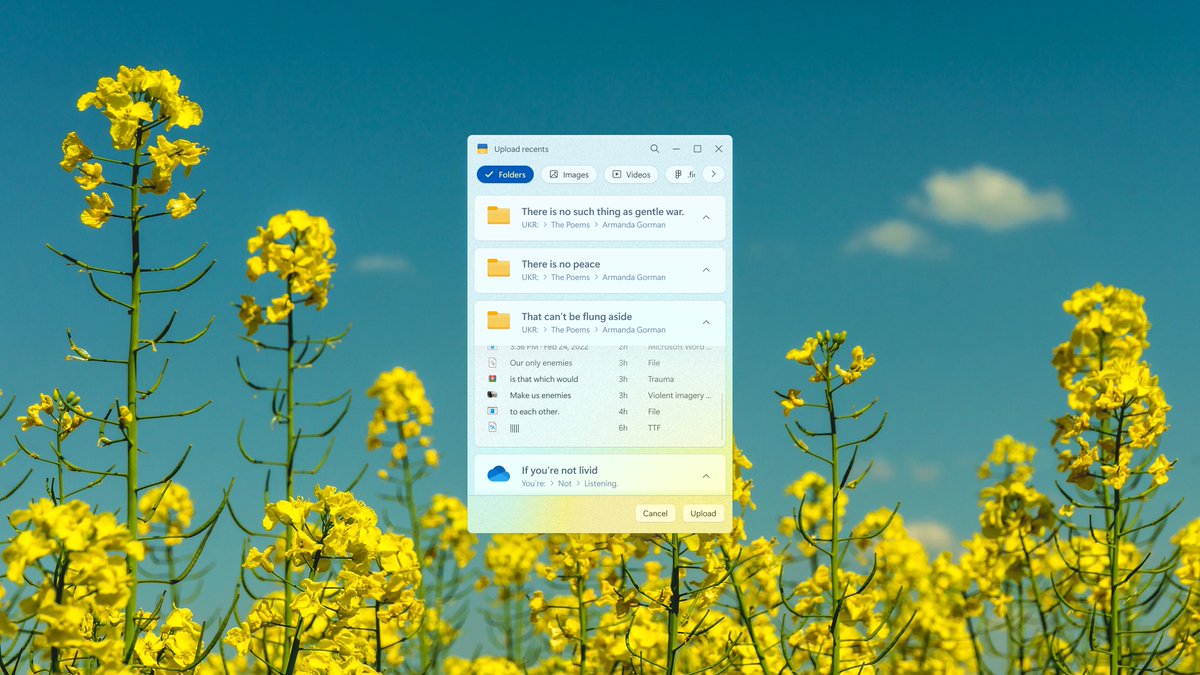 Upload recents
Folders
Images
Videos
.fi
There is no such thing as gentle war.
UKR: > The Poems > Armanda Gorman
There is no peace
UKR: > The Poems > Armanda Gorman
That can't be flung aside
UKR: > The Poems > Armanda Gorman
3:36 PM · Feb 24, 2022 2h Microsoft Word ...
Our only enemies 3h File
is that which would 3h Trauma
Make us enemies 3h Violent imagery ...
to each other. 4h File
||||| 6h TTF
If you're not livid
You're: > Not > Listening.
Cancel Upload